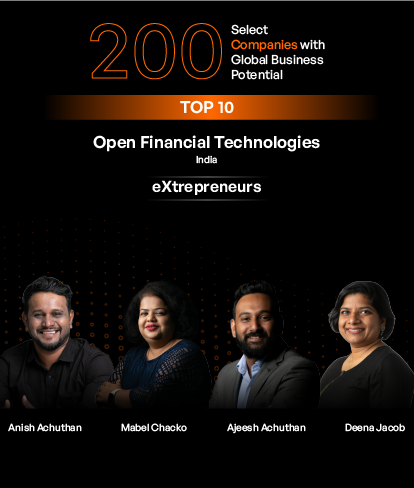 200
Select
Companies with
Global Business
Potential
TOP 10
Open Financial Technologies
India
eXtrepreneurs
Anish Achuthan
Mabel Chacko
Ajeesh Achuthan
Deena Jacob